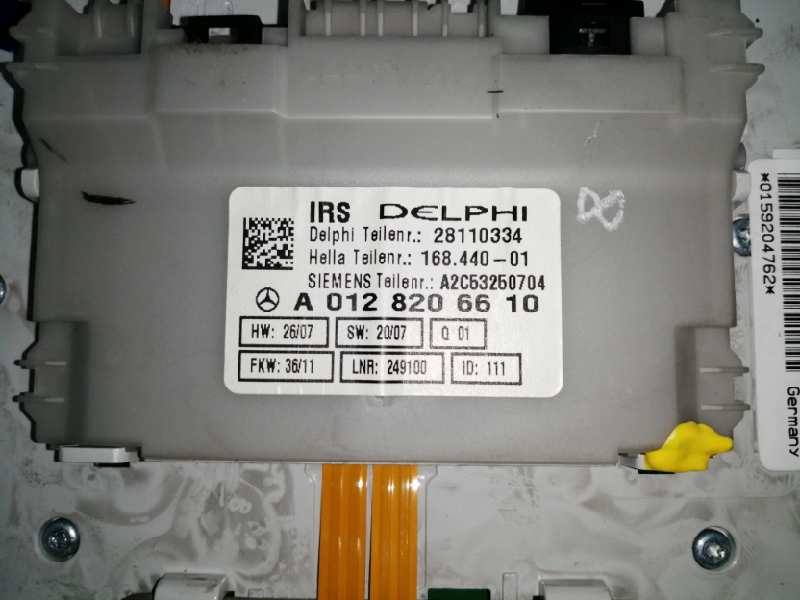 IRS DELPHI
Delphi Teilenr.: 28110334
Hella Teilenr.: 168.440-01
SIEMENS Teilenr.: A2C53250704
A 012 820 66 10
HW: 26/07 SW: 20/07 Q 01
FKW: 36/11 LNR: 249100 ID: 111
*0159204762*
Germany